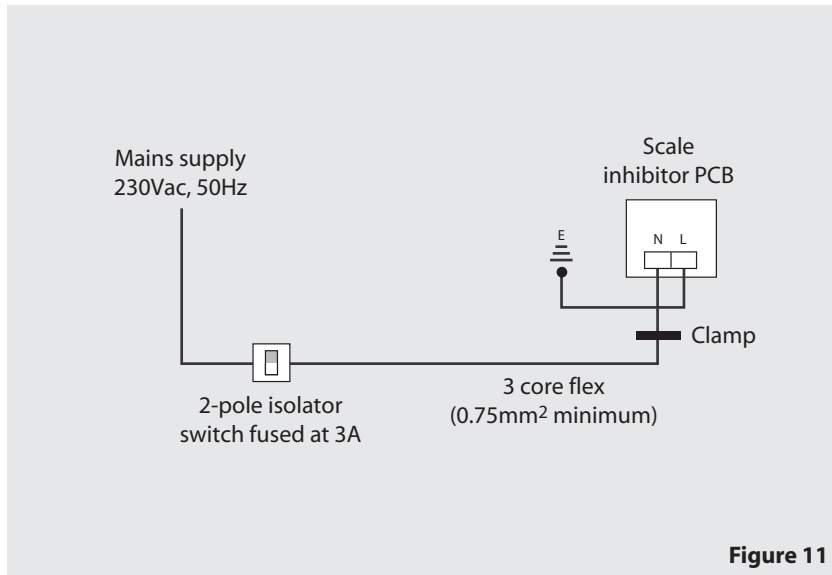 Mains supply
230Vac, 50Hz
Scale
inhibitor PCB
E
N L
Clamp
2-pole isolator
switch fused at 3A
3 core flex
(0.75mm² minimum)
Figure 11